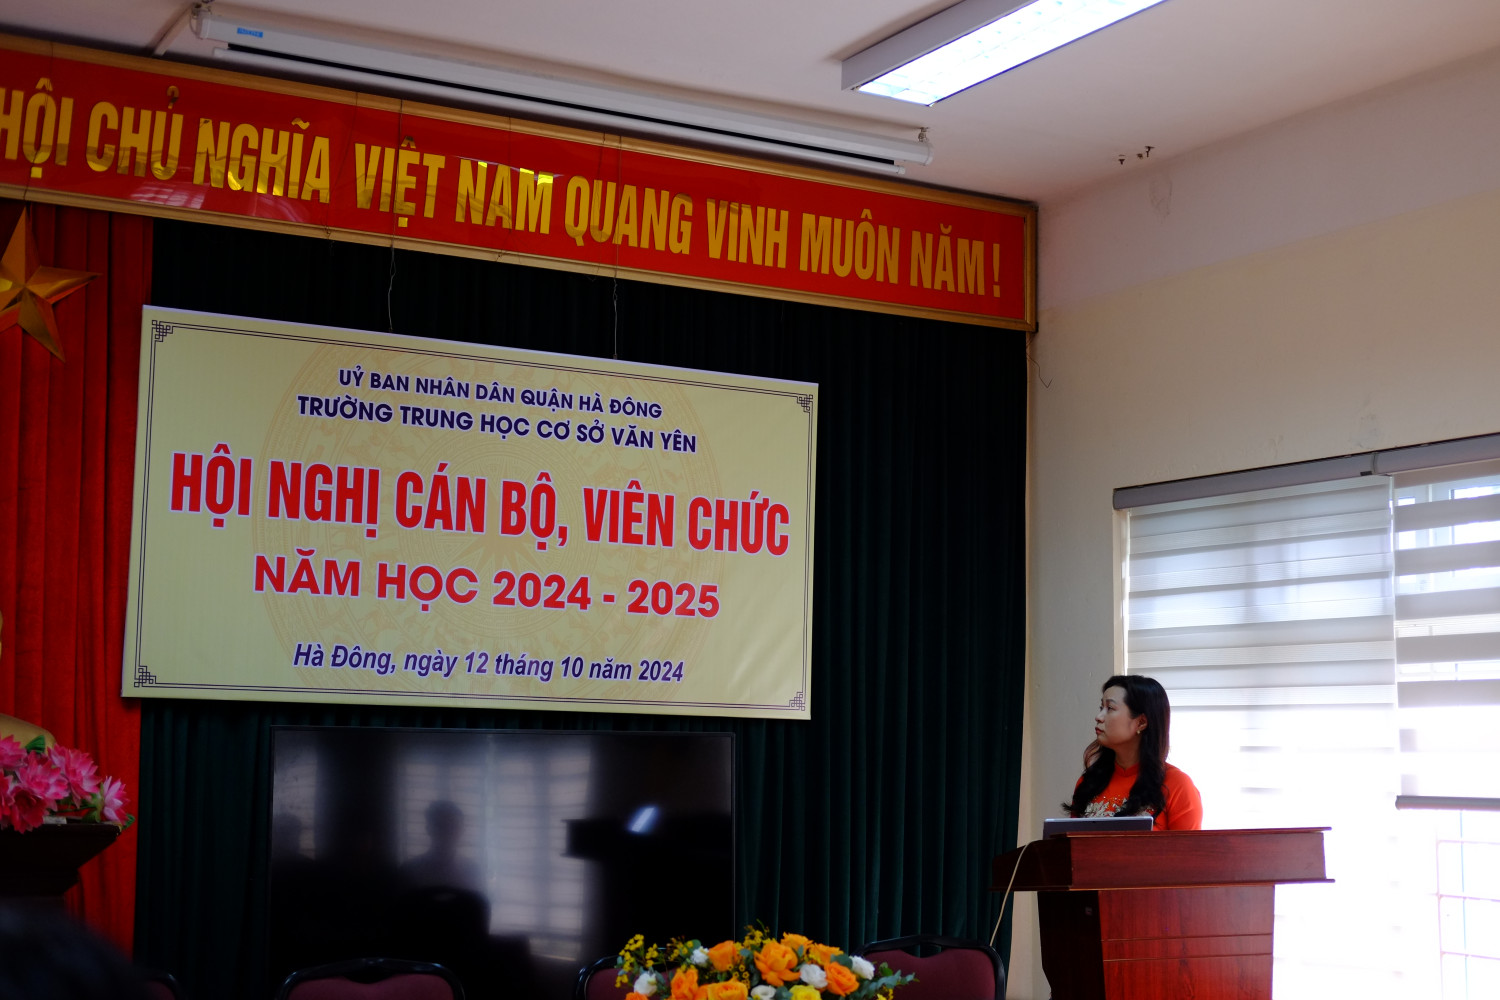 HỘI CHỦ NGHĨA VIỆT NAM QUANG VINH MUÔN NĂM!
UỶ BAN NHÂN DÂN QUẬN HÀ ĐÔNG
TRƯỜNG TRUNG HỌC CƠ SỞ VĂN YÊN
HỘI NGHỊ CÁN BỘ, VIÊN CHỨC
NĂM HỌC 2024 - 2025
Hà Đông, ngày 12 tháng 10 năm 2024